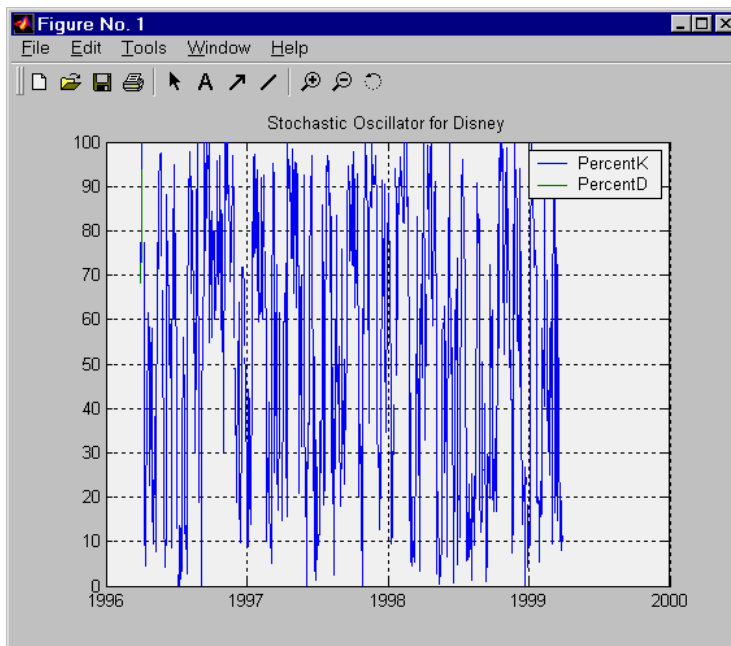 Figure No. 1
File Edit Tools Window Help
A
Stochastic Oscillator for Disney
PercentK
PercentD
100
90
80
70
60
50
40
30
20
10
0
1996 1997 1998 1999 2000